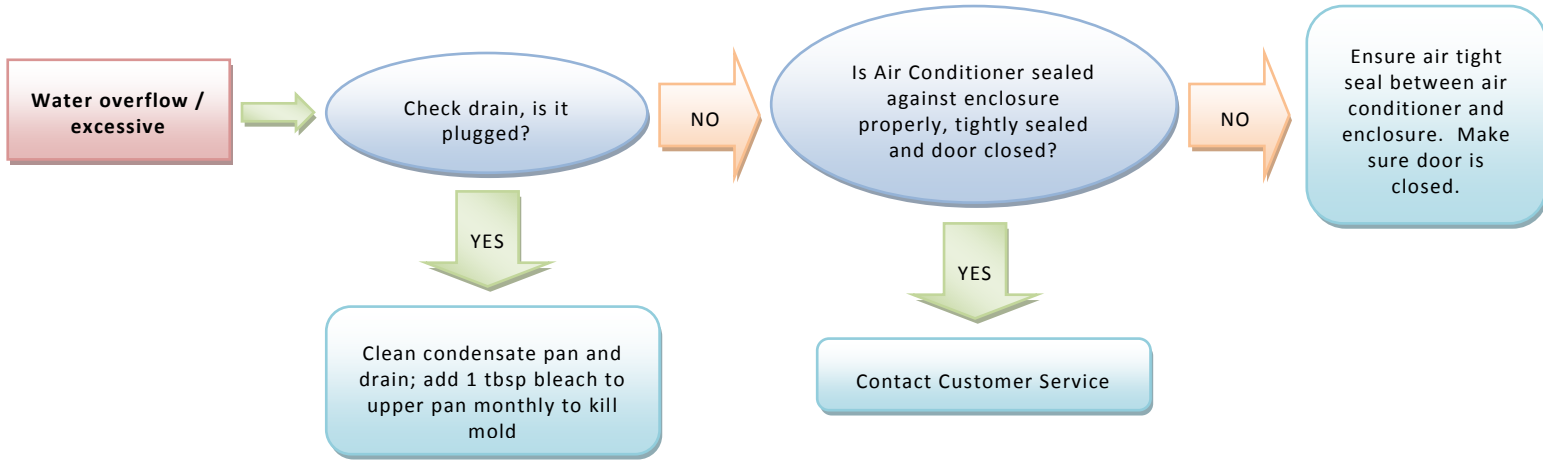 Water overflow /
excessive
Check drain, is it
plugged?
NO
Is Air Conditioner sealed
against enclosure
properly, tightly sealed
and door closed?
NO
Ensure air tight
seal between air
conditioner and
enclosure.  Make
sure door is
closed.
YES
Clean condensate pan and
drain; add 1 tbsp bleach to
upper pan monthly to kill
mold
YES
Contact Customer Service